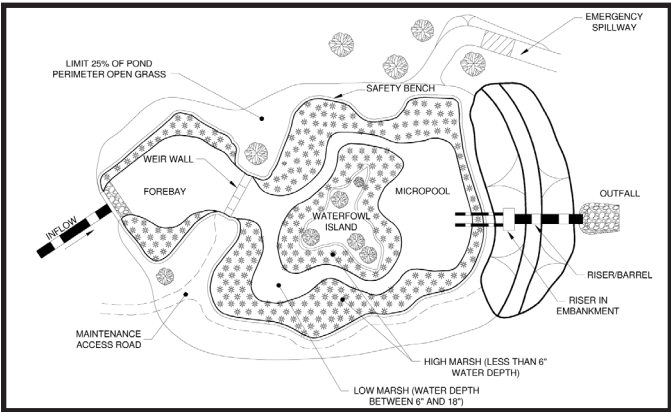 EMERGENCY
SPILLWAY
LIMIT 25% OF POND
PERIMETER OPEN GRASS
SAFETY BENCH
WEIR WALL
FOREBAY
MICROPOOL
WATERFOWL
ISLAND
OUTFALL
INFLOW
RISER/BARREL
RISER IN
EMBANKMENT
MAINTENANCE
ACCESS ROAD
HIGH MARSH (LESS THAN 6"
WATER DEPTH)
LOW MARSH (WATER DEPTH
BETWEEN 6" AND 18")